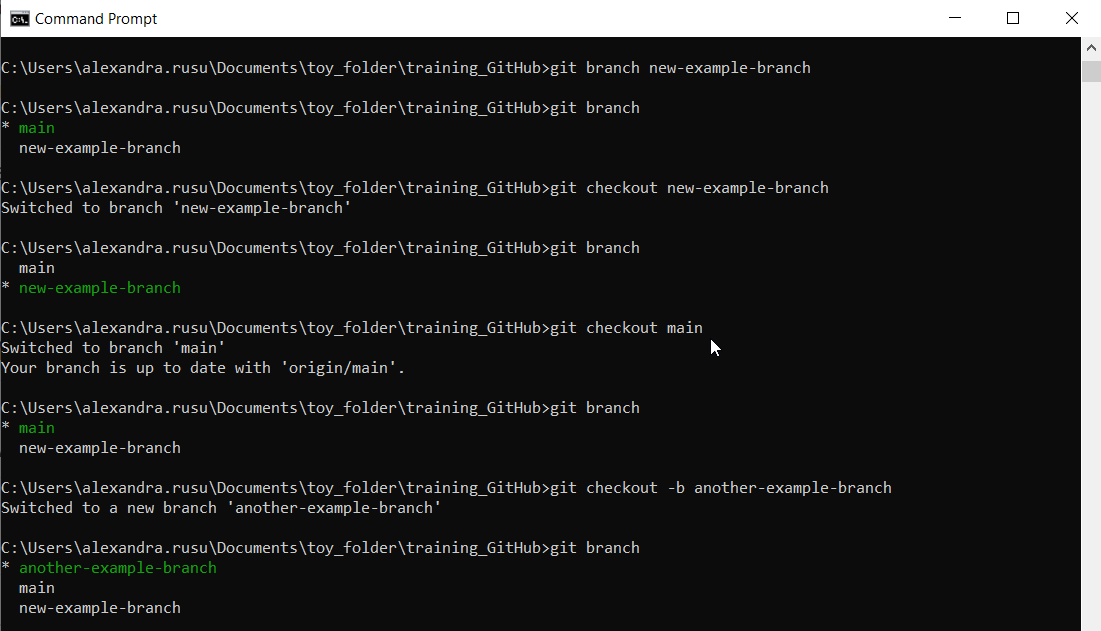 Command Prompt
C:\Users\alexandra.rusu\Documents\toy_folder\training_GitHub>git branch new-example-branch
C:\Users\alexandra.rusu\Documents\toy_folder\training_GitHub>git branch
* main
  new-example-branch
C:\Users\alexandra.rusu\Documents\toy_folder\training_GitHub>git checkout new-example-branch
Switched to branch 'new-example-branch'
C:\Users\alexandra.rusu\Documents\toy_folder\training_GitHub>git branch
  main
* new-example-branch
C:\Users\alexandra.rusu\Documents\toy_folder\training_GitHub>git checkout main
Switched to branch 'main'
Your branch is up to date with 'origin/main'.
C:\Users\alexandra.rusu\Documents\toy_folder\training_GitHub>git branch
* main
  new-example-branch
C:\Users\alexandra.rusu\Documents\toy_folder\training_GitHub>git checkout -b another-example-branch
Switched to a new branch 'another-example-branch'
C:\Users\alexandra.rusu\Documents\toy_folder\training_GitHub>git branch
* another-example-branch
  main
  new-example-branch